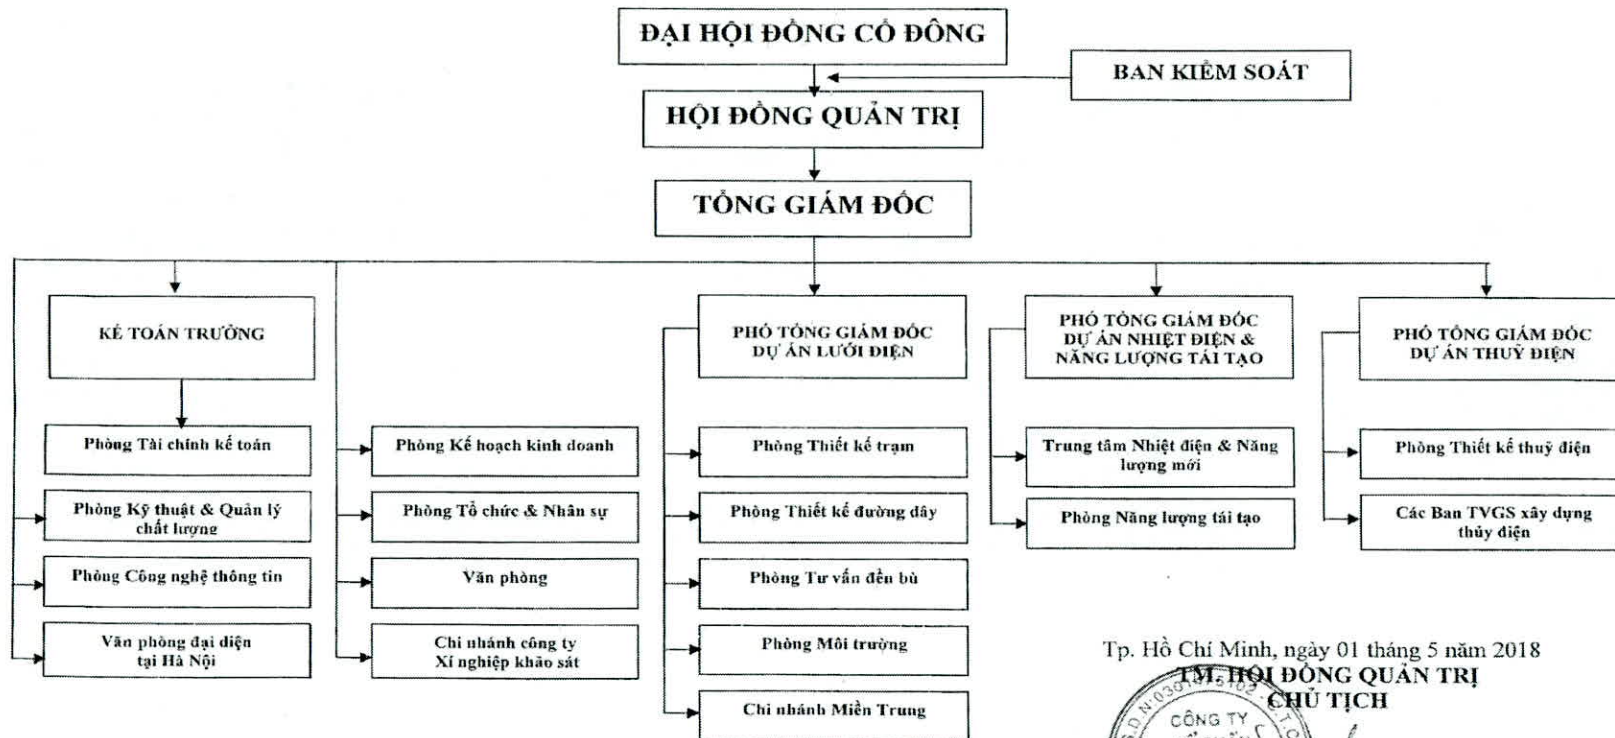 ĐẠI HỘI ĐỒNG CỔ ĐÔNG
BAN KIỂM SOÁT
HỘI ĐỒNG QUẢN TRỊ
TỔNG GIÁM ĐỐC
KẾ TOÁN TRƯỞNG
PHÓ TỔNG GIÁM ĐỐC
DỰ ÁN LƯỚI ĐIỆN
PHÓ TỔNG GIÁM ĐỐC
DỰ ÁN NHIỆT ĐIỆN &
NĂNG LƯỢNG TÁI TẠO
PHÓ TỔNG GIÁM ĐỐC
DỰ ÁN THUỶ ĐIỆN
Phòng Tài chính kế toán
Phòng Kỹ thuật & Quản lý
chất lượng
Phòng Công nghệ thông tin
Văn phòng đại diện
tại Hà Nội
Phòng Kế hoạch kinh doanh
Phòng Tổ chức & Nhân sự
Văn phòng
Chi nhánh công ty
Xí nghiệp khảo sát
Phòng Thiết kế trạm
Phòng Thiết kế đường dây
Phòng Tư vấn đền bù
Phòng Môi trường
Chi nhánh Miền Trung
Trung tâm Nhiệt điện & Năng
lượng mới
Phòng Năng lượng tái tạo
Phòng Thiết kế thuỷ điện
Các Ban TVGS xây dựng
thủy điện
Tp. Hồ Chí Minh, ngày 01 tháng 5 năm 2018
TM. HỘI ĐỒNG QUẢN TRỊ
CHỦ TỊCH
CÔNG TY